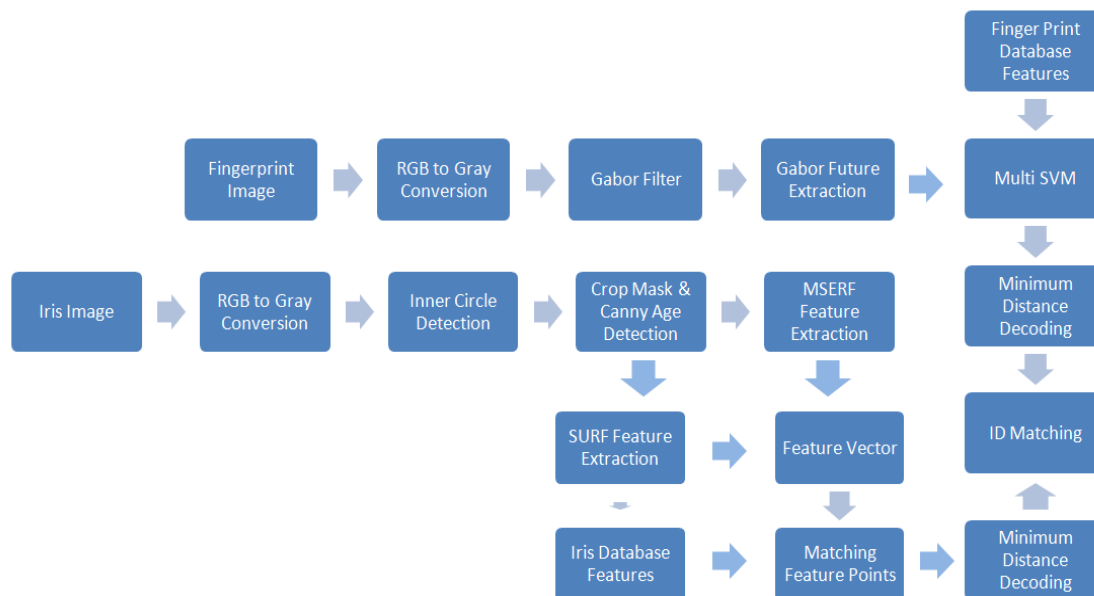 Finger Print
Database
Features
Fingerprint
Image
RGB to Gray
Conversion
Gabor Filter
Gabor Future
Extraction
Multi SVM
Iris Image
RGB to Gray
Conversion
Inner Circle
Detection
Crop Mask &
Canny Age
Detection
MSERF
Feature
Extraction
Minimum
Distance
Decoding
SURF Feature
Extraction
Feature Vector
ID Matching
Iris Database
Features
Matching
Feature Points
Minimum
Distance
Decoding